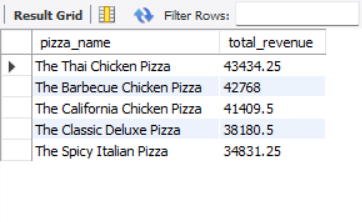 Result Grid Filter Rows:
pizza_name total_revenue
The Thai Chicken Pizza 43434.25
The Barbecue Chicken Pizza 42768
The California Chicken Pizza 41409.5
The Classic Deluxe Pizza 38180.5
The Spicy Italian Pizza 34831.25